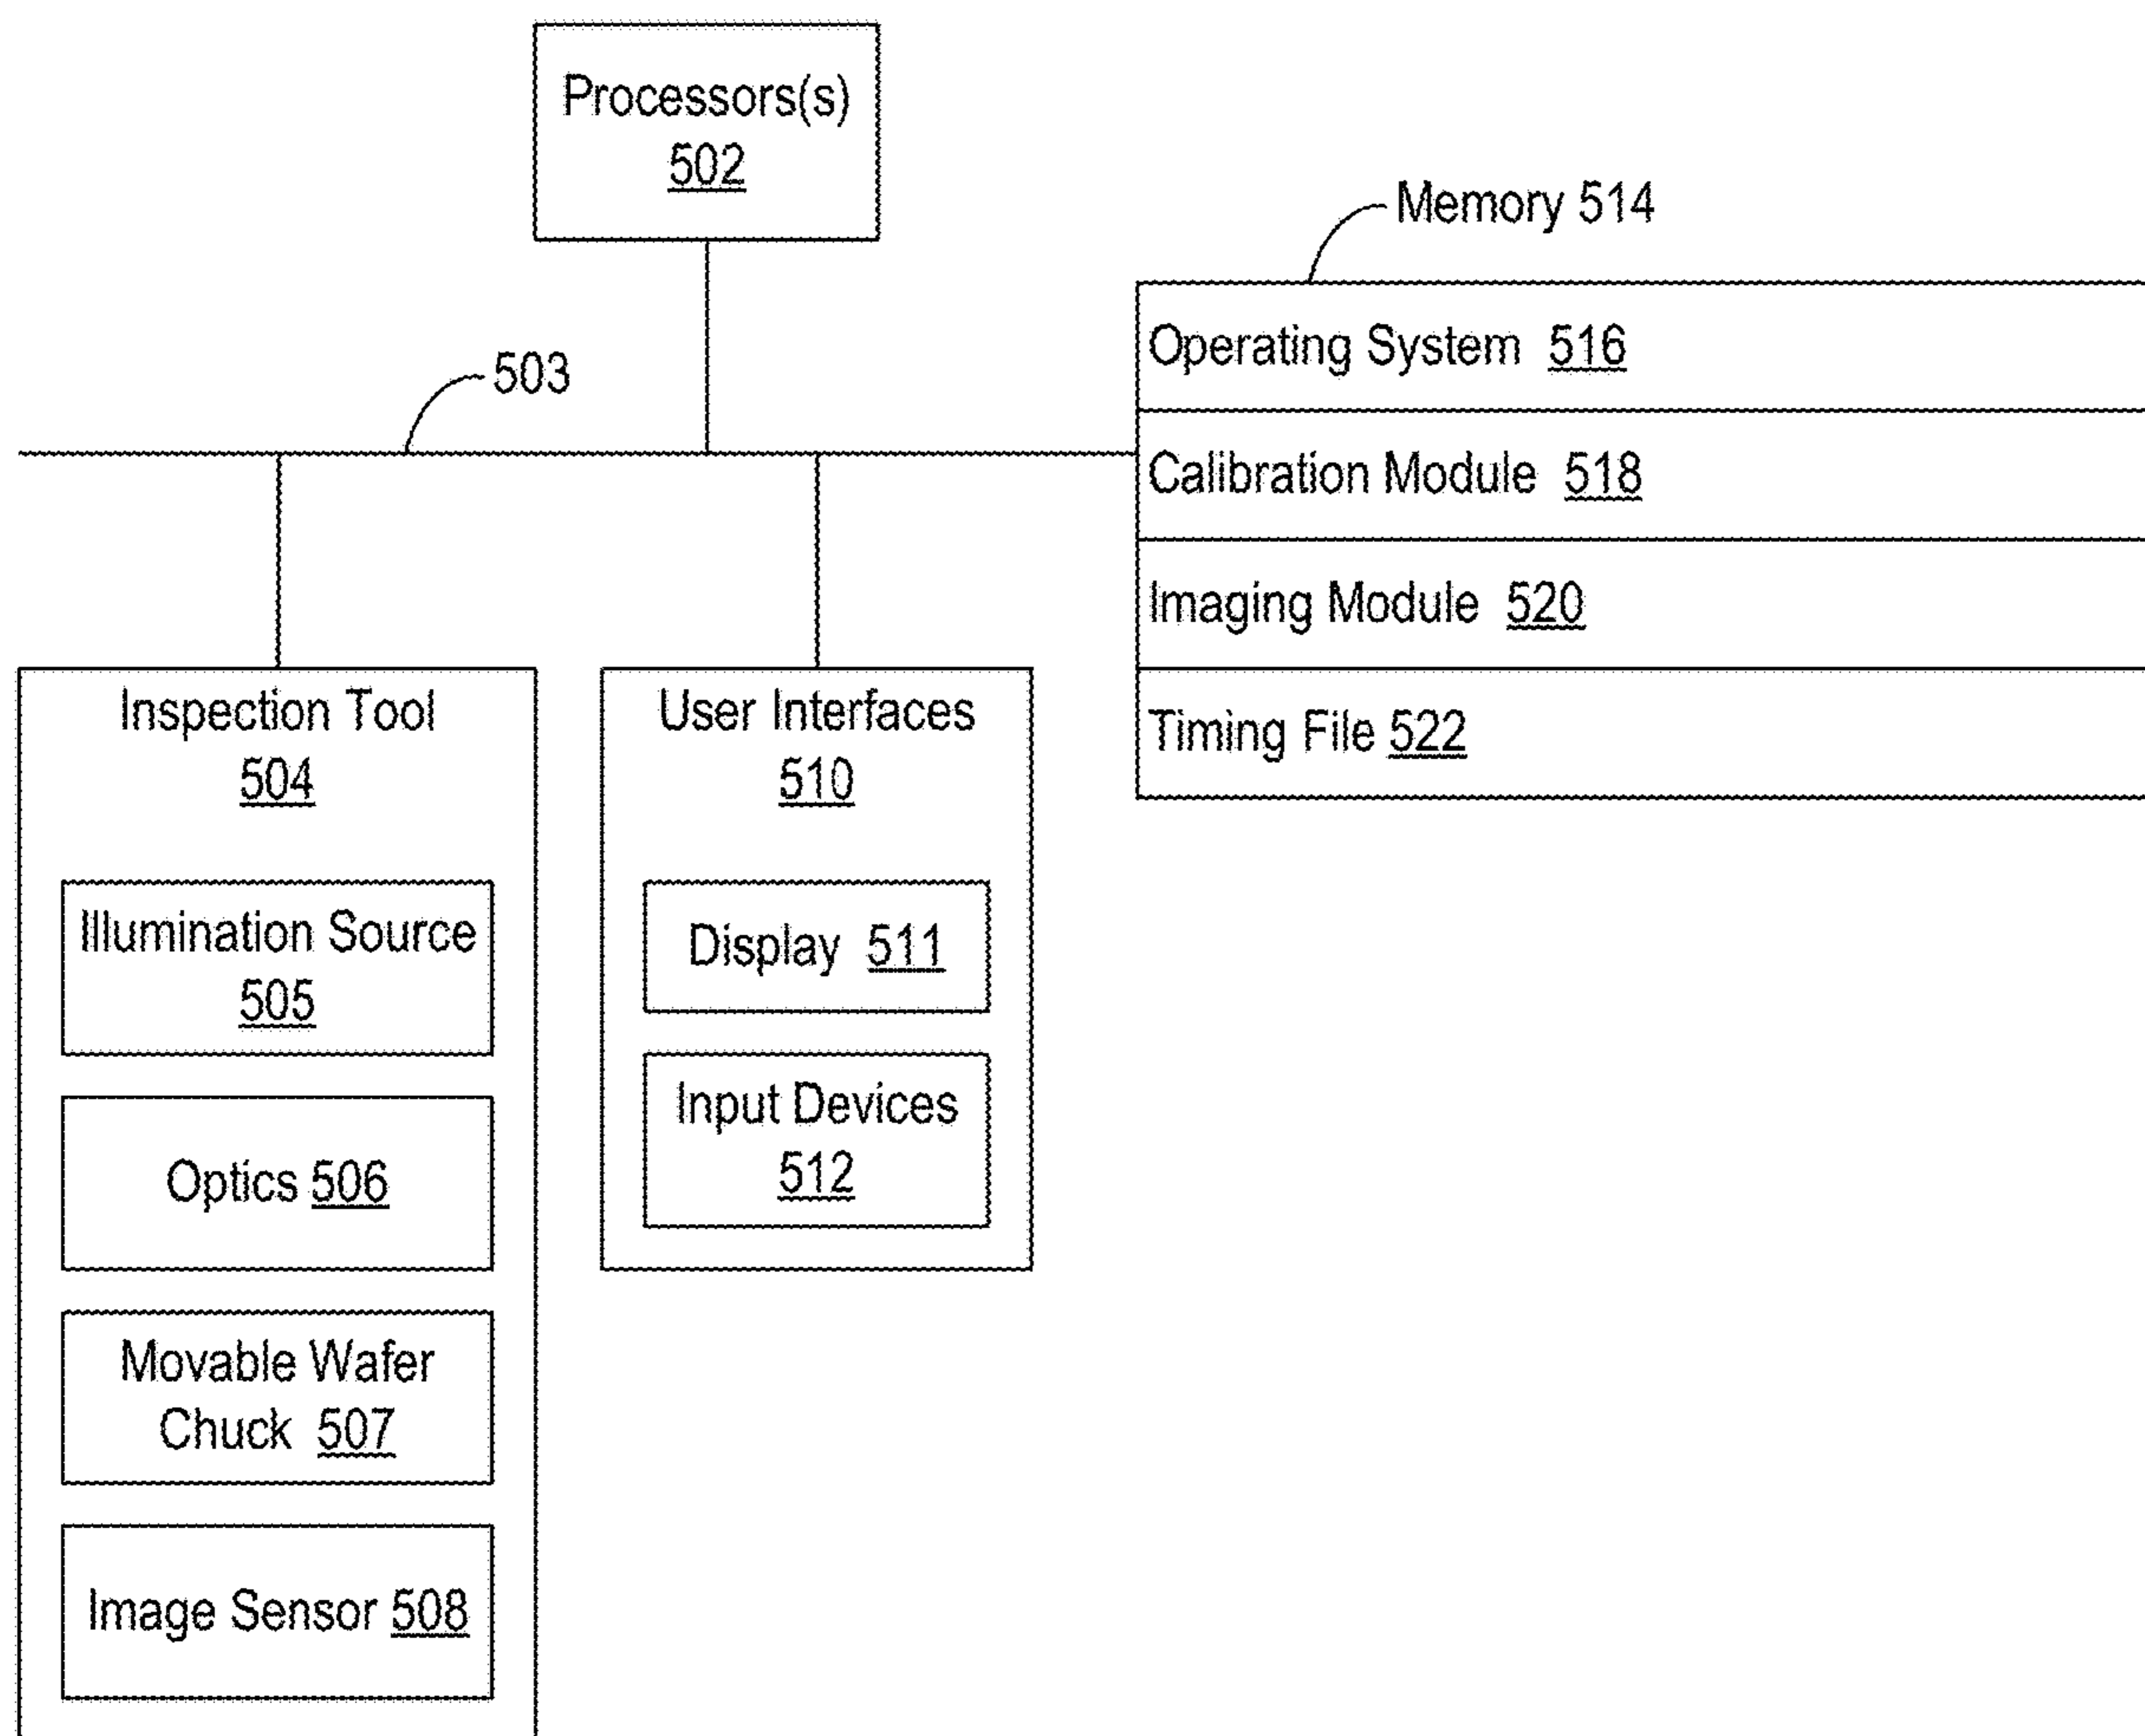 Processors(s)
502
Memory 514
503
Operating System 516
Calibration Module 518
Imaging Module 520
Timing File 522
Inspection Tool
504
Illumination Source
505
Optics 506
Movable Wafer
Chuck 507
Image Sensor 508
User Interfaces
510
Display 511
Input Devices
512